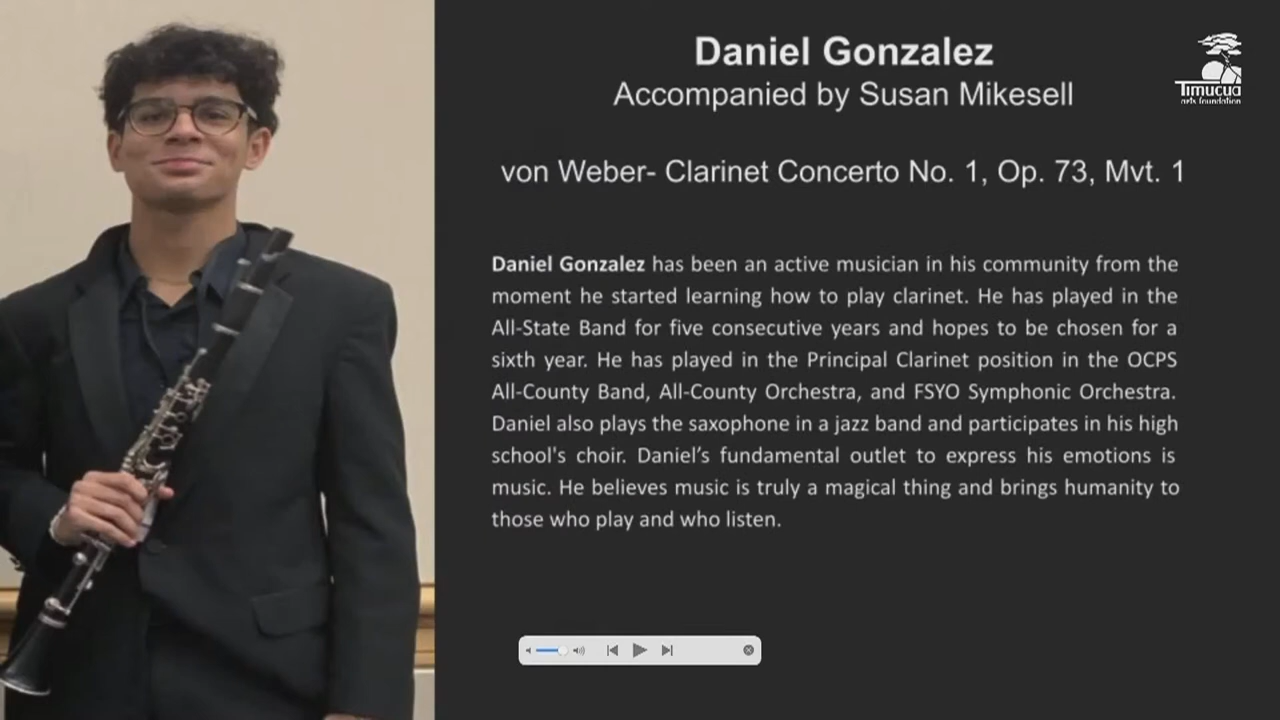 Daniel Gonzalez
Accompanied by Susan Mikesell
Timucua
arts foundation
von Weber- Clarinet Concerto No. 1, Op. 73, Mvt. 1
Daniel Gonzalez has been an active musician in his community from the
moment he started learning how to play clarinet. He has played in the
All-State Band for five consecutive years and hopes to be chosen for a
sixth year. He has played in the Principal Clarinet position in the OCPS
All-County Band, All-County Orchestra, and FSYO Symphonic Orchestra.
Daniel also plays the saxophone in a jazz band and participates in his high
school's choir. Daniel’s fundamental outlet to express his emotions is
music. He believes music is truly a magical thing and brings humanity to
those who play and who listen.